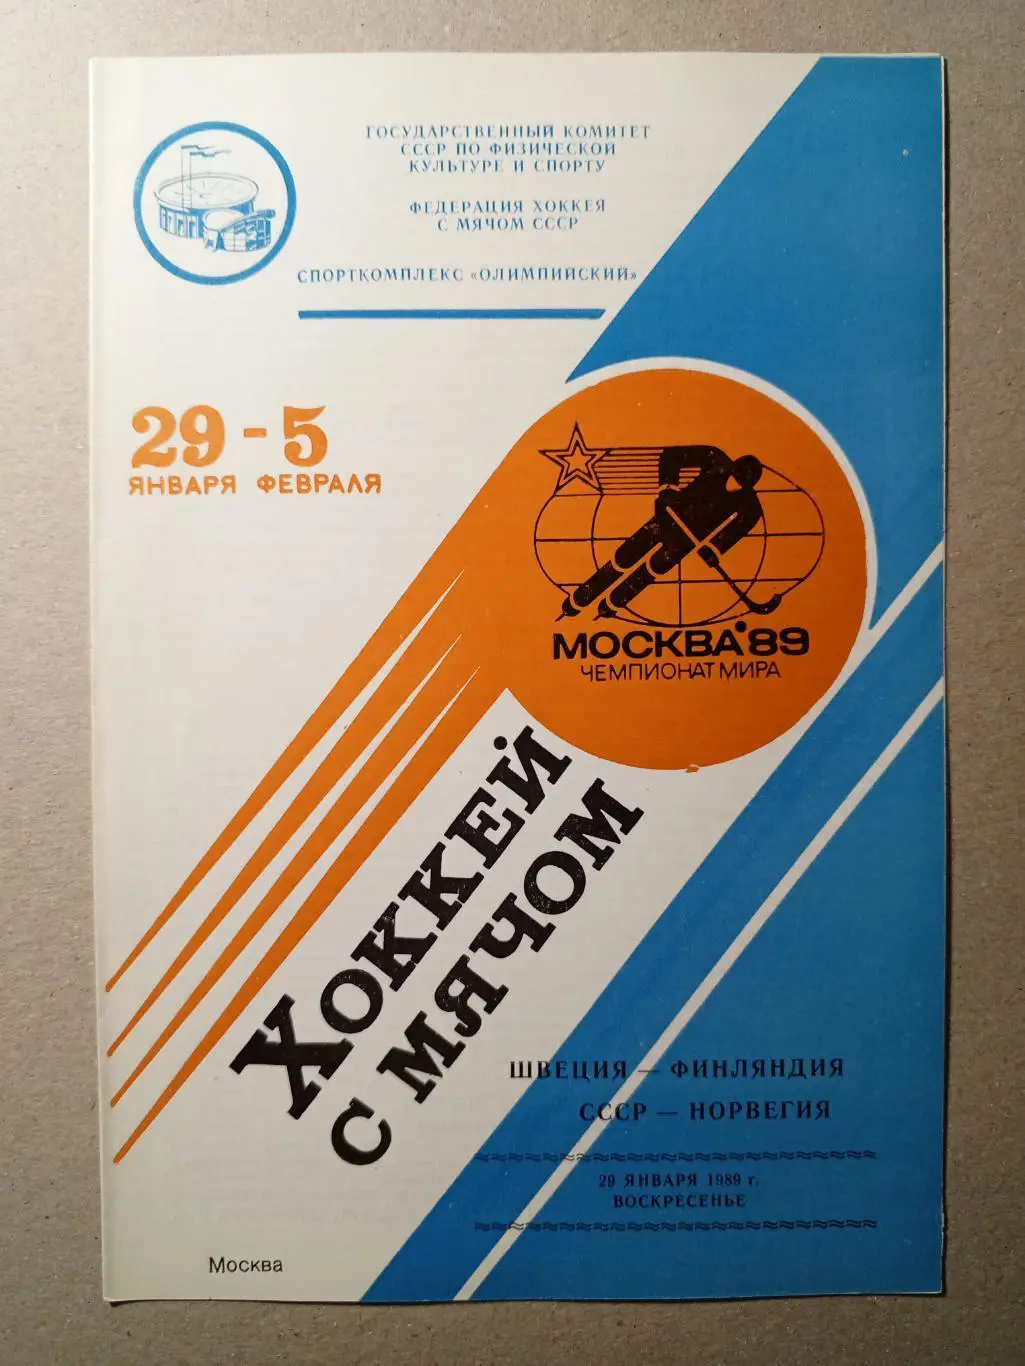 ГОСУДАРСТВЕННЫЙ КОМИТЕТ
СССР ПО ФИЗИЧЕСКОЙ
КУЛЬТУРЕ И СПОРТУ
ФЕДЕРАЦИЯ ХОККЕЯ
С МЯЧОМ СССР
СПОРТКОМПЛЕКС «ОЛИМПИЙСКИЙ»
29 - 5
ЯНВАРЯ ФЕВРАЛЯ
МОСКВА'89
ЧЕМПИОНАТ МИРА
ХОККЕЙ
С МЯЧОМ
ШВЕЦИЯ — ФИНЛЯНДИЯ
СССР — НОРВЕГИЯ
29 ЯНВАРЯ 1989 г.
ВОСКРЕСЕНЬЕ
Москва